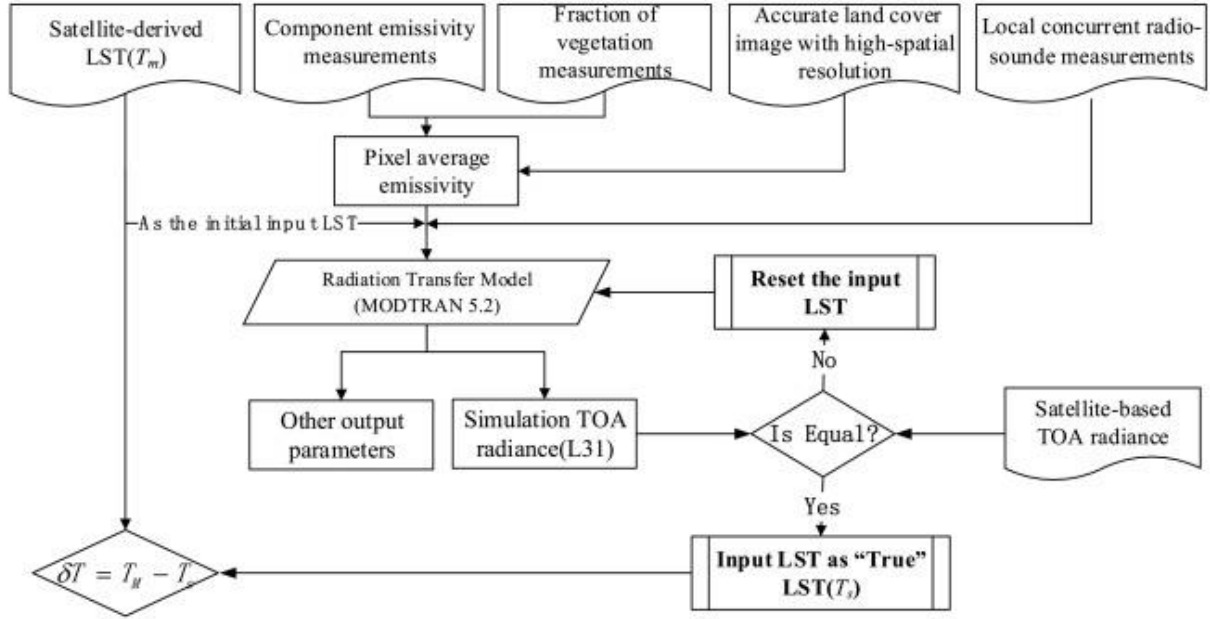 Satellite-derived
LST(Tₘ)
Component emissivity
measurements
Fraction of
vegetation
measurements
Accurate land cover
image with high-spatial
resolution
Local concurrent radio-
sounde measurements
Pixel average
emissivity
As the initial input LST
Radiation Transfer Model
(MODTRAN 5.2)
Reset the input
LST
No
Other output
parameters
Simulation TOA
radiance(L31)
Is Equal?
Satellite-based
TOA radiance
Yes
Input LST as “True”
LST(Tₛ)
δT = T_M − Tₛ